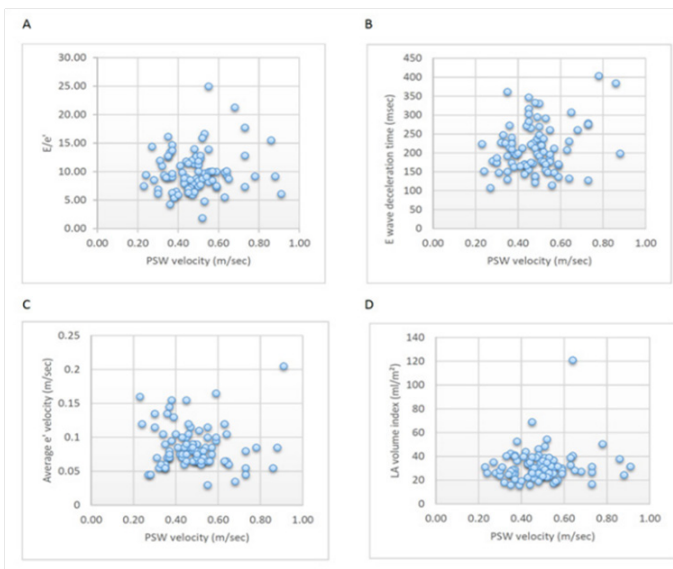 A
B
30.00
25.00
20.00
15.00
10.00
5.00
0.00
E/e'
0.00 0.20 0.40 0.60 0.80 1.00
PSW velocity (m/sec)
450
400
350
300
250
200
150
100
50
0
E wave deceleration time (msec)
0.00 0.20 0.40 0.60 0.80 1.00
PSW velocity (m/sec)
C
D
0.25
0.2
0.15
0.1
0.05
0
Average e' velocity (m/sec)
0.00 0.20 0.40 0.60 0.80 1.00
PSW velocity (m/sec)
140
120
100
80
60
40
20
0
LA volume index (ml/m²)
0.00 0.20 0.40 0.60 0.80 1.00
PSW velocity (m/sec)